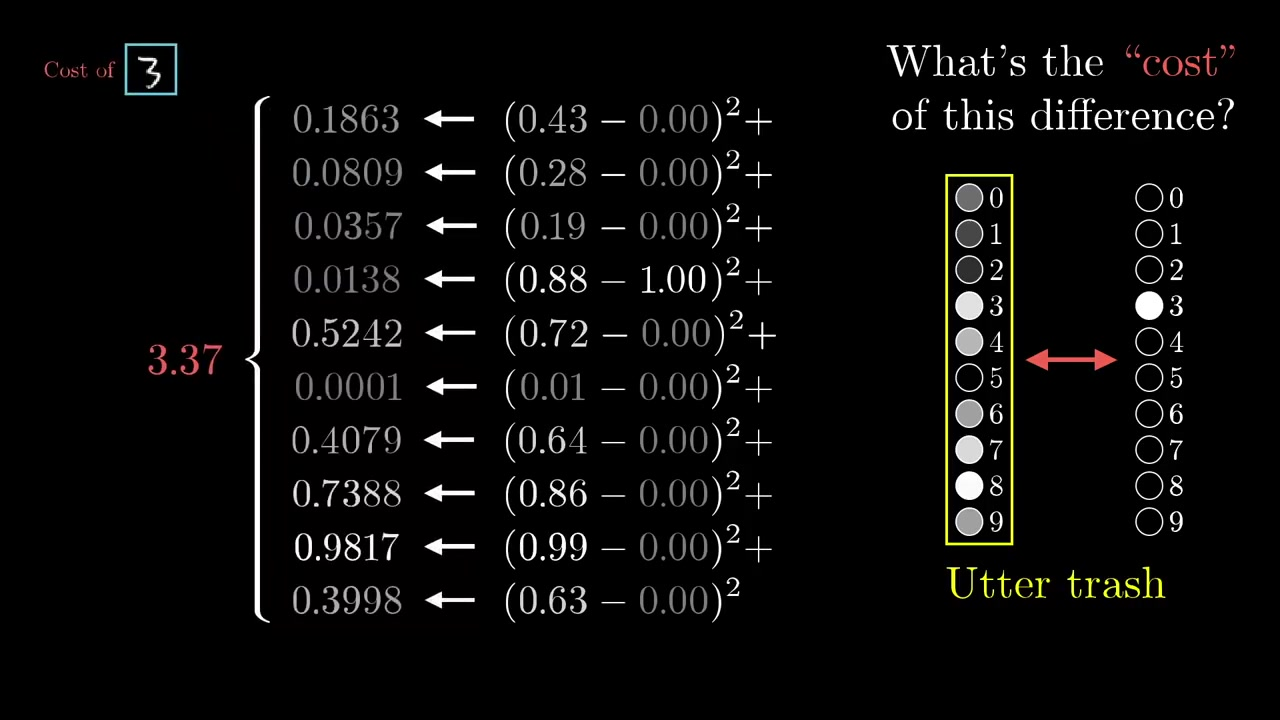 Cost of 3
What's the “cost”
of this difference?
0.1863 ← (0.43 − 0.00)²+
0.0809 ← (0.28 − 0.00)²+
0.0357 ← (0.19 − 0.00)²+
0.0138 ← (0.88 − 1.00)²+
3.37 { 0.5242 ← (0.72 − 0.00)²+
0.0001 ← (0.01 − 0.00)²+
0.4079 ← (0.64 − 0.00)²+
0.7388 ← (0.86 − 0.00)²+
0.9817 ← (0.99 − 0.00)²+
0.3998 ← (0.63 − 0.00)²
0 0
1 1
2 2
3 3
4 4
5 5
6 6
7 7
8 8
9 9
Utter trash